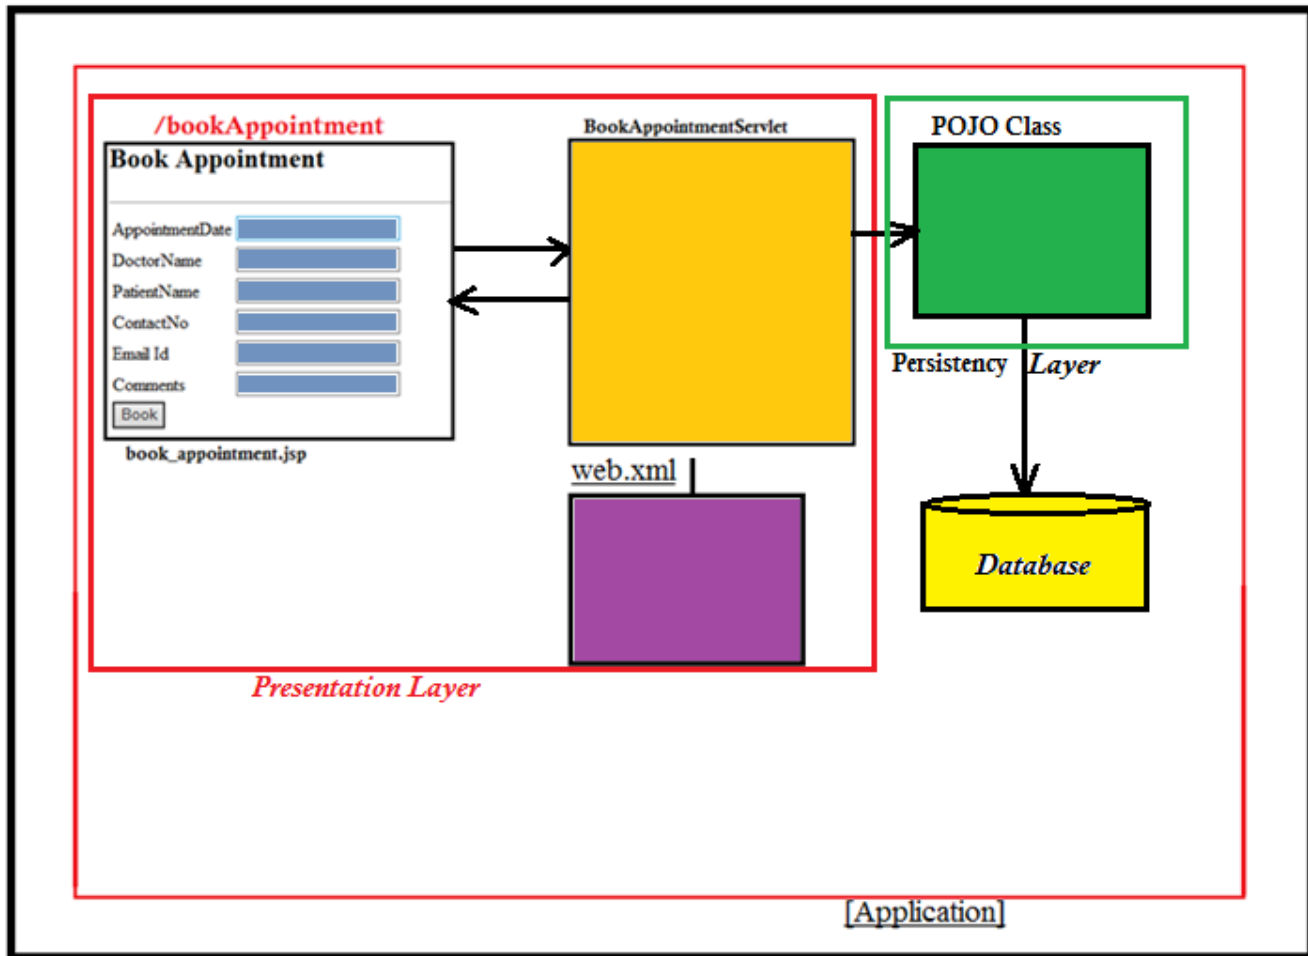 /bookAppointment
Book Appointment
AppointmentDate
DoctorName
PatientName
ContactNo
Email Id
Comments
Book
book_appointment.jsp
BookAppointmentServlet
web.xml
Presentation Layer
POJO Class
Persistency Layer
Database
[Application]